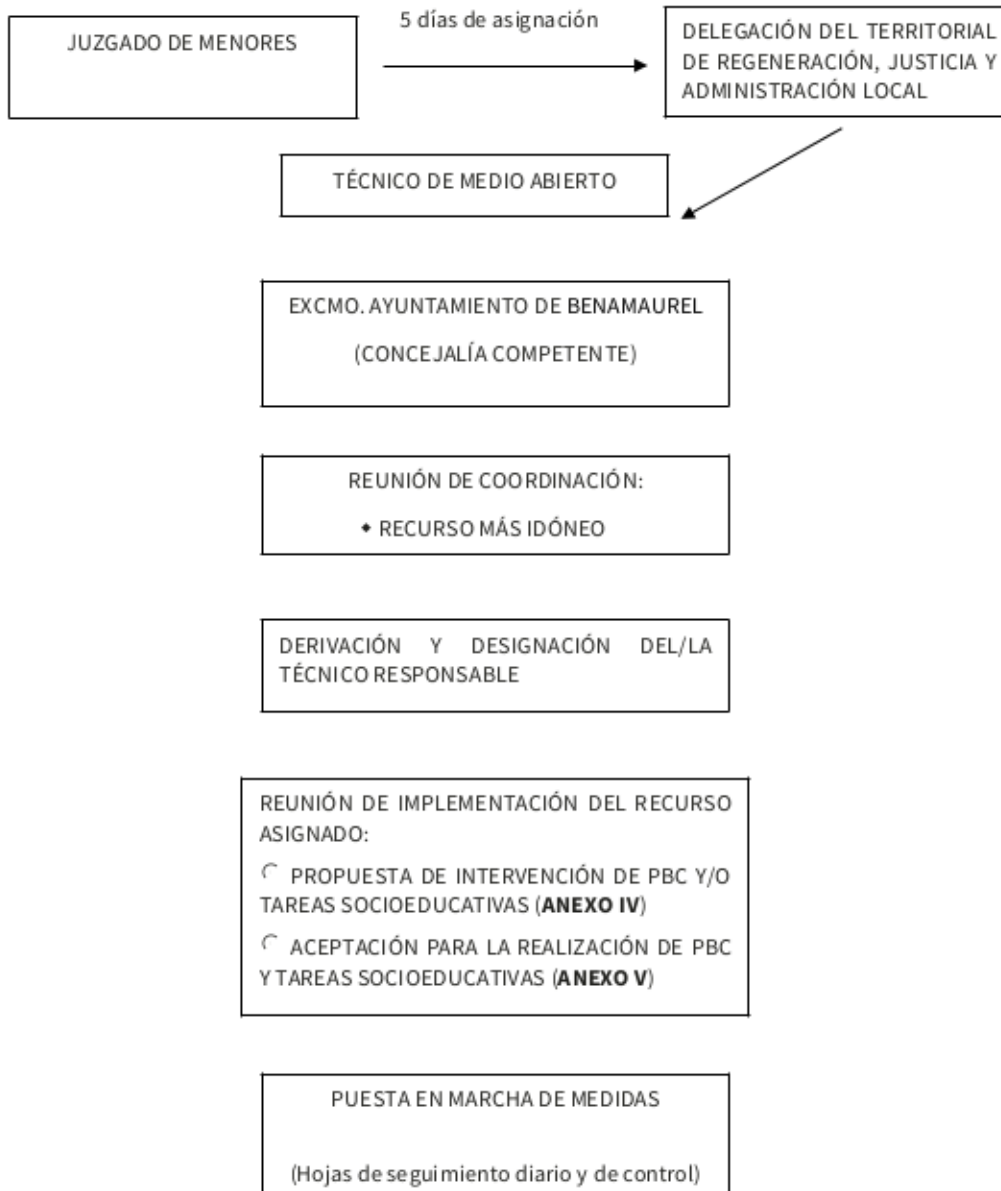 JUZGADO DE MENORES
5 días de asignación
DELEGACIÓN DEL TERRITORIAL
DE REGENERACIÓN, JUSTICIA Y
ADMINISTRACIÓN LOCAL
TÉCNICO DE MEDIO ABIERTO
EXCMO. AYUNTAMIENTO DE BENAMAUREL
(CONCEJALÍA COMPETENTE)
REUNIÓN DE COORDINACIÓN:
◆ RECURSO MÁS IDÓNEO
DERIVACIÓN Y DESIGNACIÓN DEL/LA
TÉCNICO RESPONSABLE
REUNIÓN DE IMPLEMENTACIÓN DEL RECURSO
ASIGNADO:
PROPUESTA DE INTERVENCIÓN DE PBC Y/O
TAREAS SOCIOEDUCATIVAS (ANEXO IV)
ACEPTACIÓN PARA LA REALIZACIÓN DE PBC
Y TAREAS SOCIOEDUCATIVAS (ANEXO V)
PUESTA EN MARCHA DE MEDIDAS
(Hojas de seguimiento diario y de control)